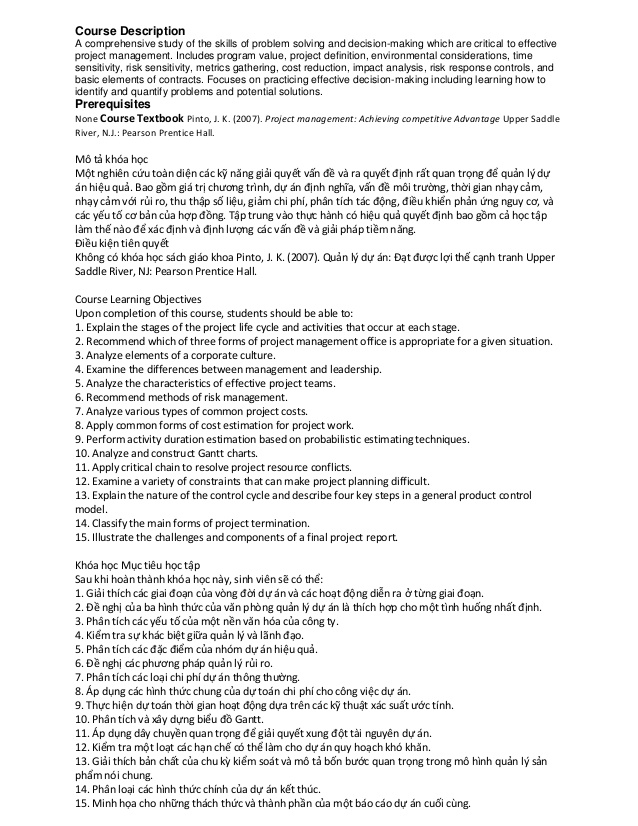 Course Description
A comprehensive study of the skills of problem solving and decision-making which are critical to effective
project management. Includes program value, project definition, environmental considerations, time
sensitivity, risk sensitivity, metrics gathering, cost reduction, impact analysis, risk response controls, and
basic elements of contracts. Focuses on practicing effective decision-making including learning how to
identify and quantify problems and potential solutions.
Prerequisites
None Course Textbook Pinto, J. K. (2007). Project management: Achieving competitive Advantage Upper Saddle
River, N.J.: Pearson Prentice Hall.
Mô tả khóa học
Một nghiên cứu toàn diện các kỹ năng giải quyết vấn đề và ra quyết định rất quan trọng để quản lý dự
án hiệu quả. Bao gồm giá trị chương trình, dự án định nghĩa, vấn đề môi trường, thời gian nhạy cảm,
nhạy cảm với rủi ro, thu thập số liệu, giảm chi phí, phân tích tác động, điều khiển phản ứng nguy cơ, và
các yếu tố cơ bản của hợp đồng. Tập trung vào thực hành có hiệu quả quyết định bao gồm cả học tập
làm thế nào để xác định và định lượng các vấn đề và giải pháp tiềm năng.
Điều kiện tiên quyết
Không có khóa học sách giáo khoa Pinto, J. K. (2007). Quản lý dự án: Đạt được lợi thế cạnh tranh Upper
Saddle River, NJ: Pearson Prentice Hall.
Course Learning Objectives
Upon completion of this course, students should be able to:
1. Explain the stages of the project life cycle and activities that occur at each stage.
2. Recommend which of three forms of project management office is appropriate for a given situation.
3. Analyze elements of a corporate culture.
4. Examine the differences between management and leadership.
5. Analyze the characteristics of effective project teams.
6. Recommend methods of risk management.
7. Analyze various types of common project costs.
8. Apply common forms of cost estimation for project work.
9. Perform activity duration estimation based on probabilistic estimating techniques.
10. Analyze and construct Gantt charts.
11. Apply critical chain to resolve project resource conflicts.
12. Examine a variety of constraints that can make project planning difficult.
13. Explain the nature of the control cycle and describe four key steps in a general product control
model.
14. Classify the main forms of project termination.
15. Illustrate the challenges and components of a final project report.
Khóa học Mục tiêu học tập
Sau khi hoàn thành khóa học này, sinh viên sẽ có thể:
1. Giải thích các giai đoạn của vòng đời dự án và các hoạt động diễn ra ở từng giai đoạn.
2. Đề nghị của ba hình thức của văn phòng quản lý dự án là thích hợp cho một tình huống nhất định.
3. Phân tích các yếu tố của một nền văn hóa của công ty.
4. Kiểm tra sự khác biệt giữa quản lý và lãnh đạo.
5. Phân tích các đặc điểm của nhóm dự án hiệu quả.
6. Đề nghị các phương pháp quản lý rủi ro.
7. Phân tích các loại chi phí dự án thông thường.
8. Áp dụng các hình thức chung của dự toán chi phí cho công việc dự án.
9. Thực hiện dự toán thời gian hoạt động dựa trên các kỹ thuật xác suất ước tính.
10. Phân tích và xây dựng biểu đồ Gantt.
11. Áp dụng dây chuyền quan trọng để giải quyết xung đột tài nguyên dự án.
12. Kiểm tra một loạt các hạn chế có thể làm cho dự án quy hoạch khó khăn.
13. Giải thích bản chất của chu kỳ kiểm soát và mô tả bốn bước quan trọng trong mô hình quản lý sản
phẩm nói chung.
14. Phân loại các hình thức chính của dự án kết thúc.
15. Minh họa cho những thách thức và thành phần của một báo cáo dự án cuối cùng.